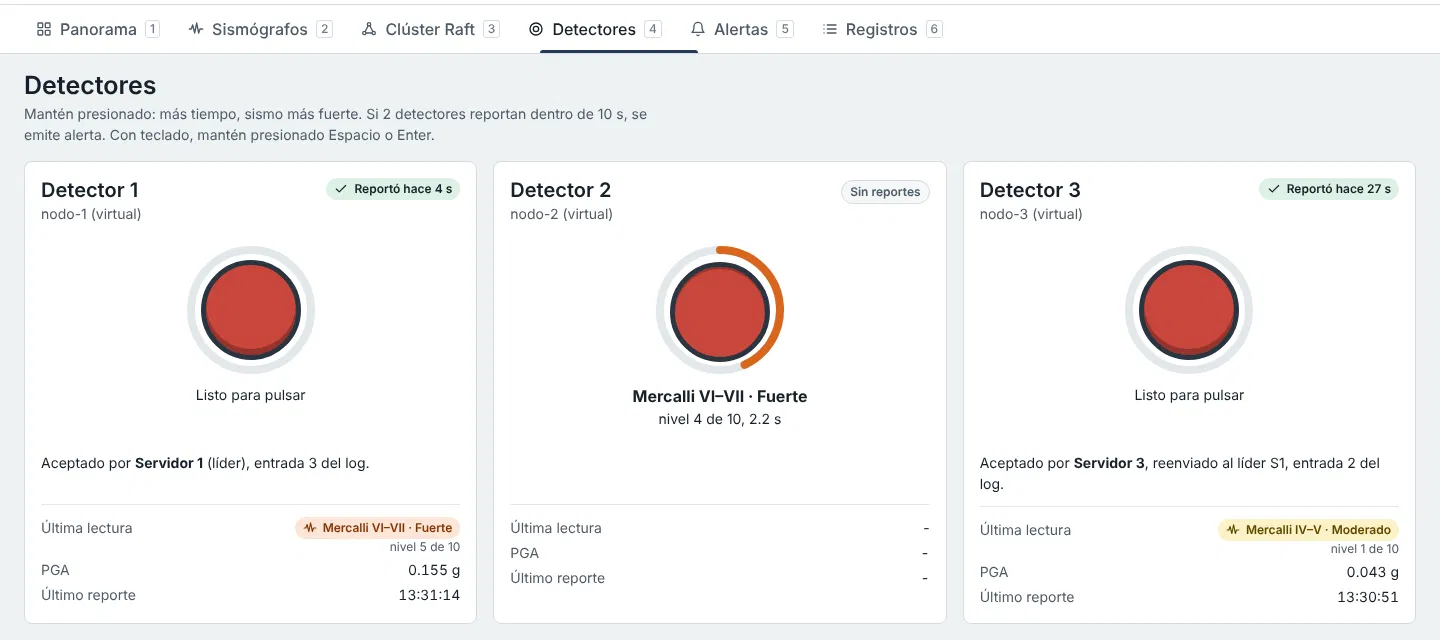 Panorama 1 Sismógrafos 2 Clúster Raft 3 Detectores 4 Alertas 5 Registros 6
Detectores
Mantén presionado: más tiempo, sismo más fuerte. Si 2 detectores reportan dentro de 10 s, se
emite alerta. Con teclado, mantén presionado Espacio o Enter.
Detector 1
Reportó hace 4 s
nodo-1 (virtual)
Listo para pulsar
Aceptado por Servidor 1 (líder), entrada 3 del log.
Última lectura
Mercalli VI–VII · Fuerte
nivel 5 de 10
PGA
0.155 g
Último reporte
13:31:14
Detector 2
Sin reportes
nodo-2 (virtual)
Mercalli VI–VII · Fuerte
nivel 4 de 10, 2.2 s
Última lectura
-
PGA
-
Último reporte
-
Detector 3
Reportó hace 27 s
nodo-3 (virtual)
Listo para pulsar
Aceptado por Servidor 3, reenviado al líder S1, entrada 2 del
log.
Última lectura
Mercalli IV–V · Moderado
nivel 1 de 10
PGA
0.043 g
Último reporte
13:30:51